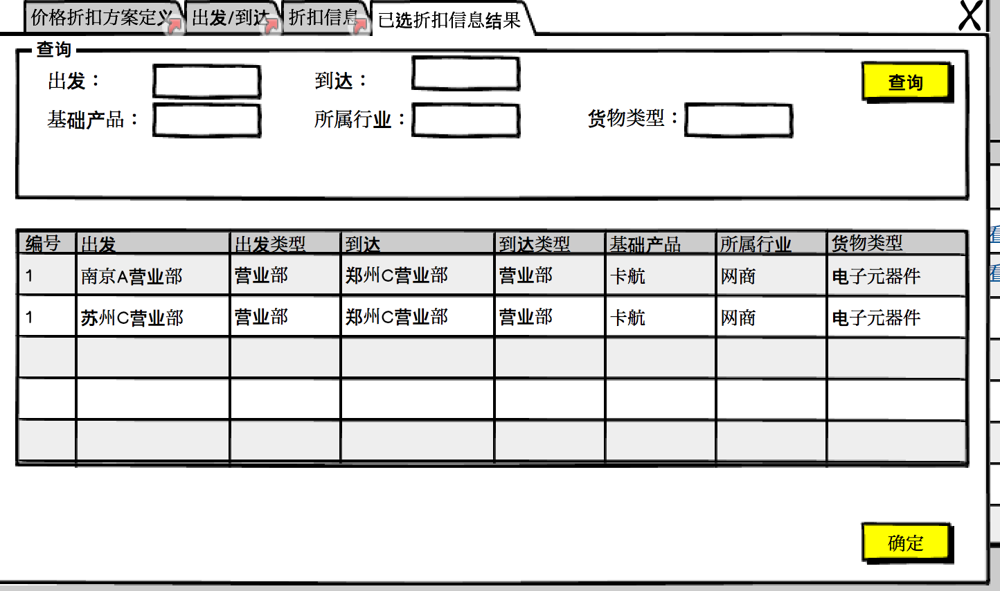 价格折扣方案定义 出发/到达 折扣信息 已选折扣信息结果 X
查询
出发： 到达： 查询
基础产品： 所属行业： 货物类型：
编号 出发 出发类型 到达 到达类型 基础产品 所属行业 货物类型
1 南京A营业部 营业部 郑州C营业部 营业部 卡航 网商 电子元器件
1 苏州C营业部 营业部 郑州C营业部 营业部 卡航 网商 电子元器件
确定